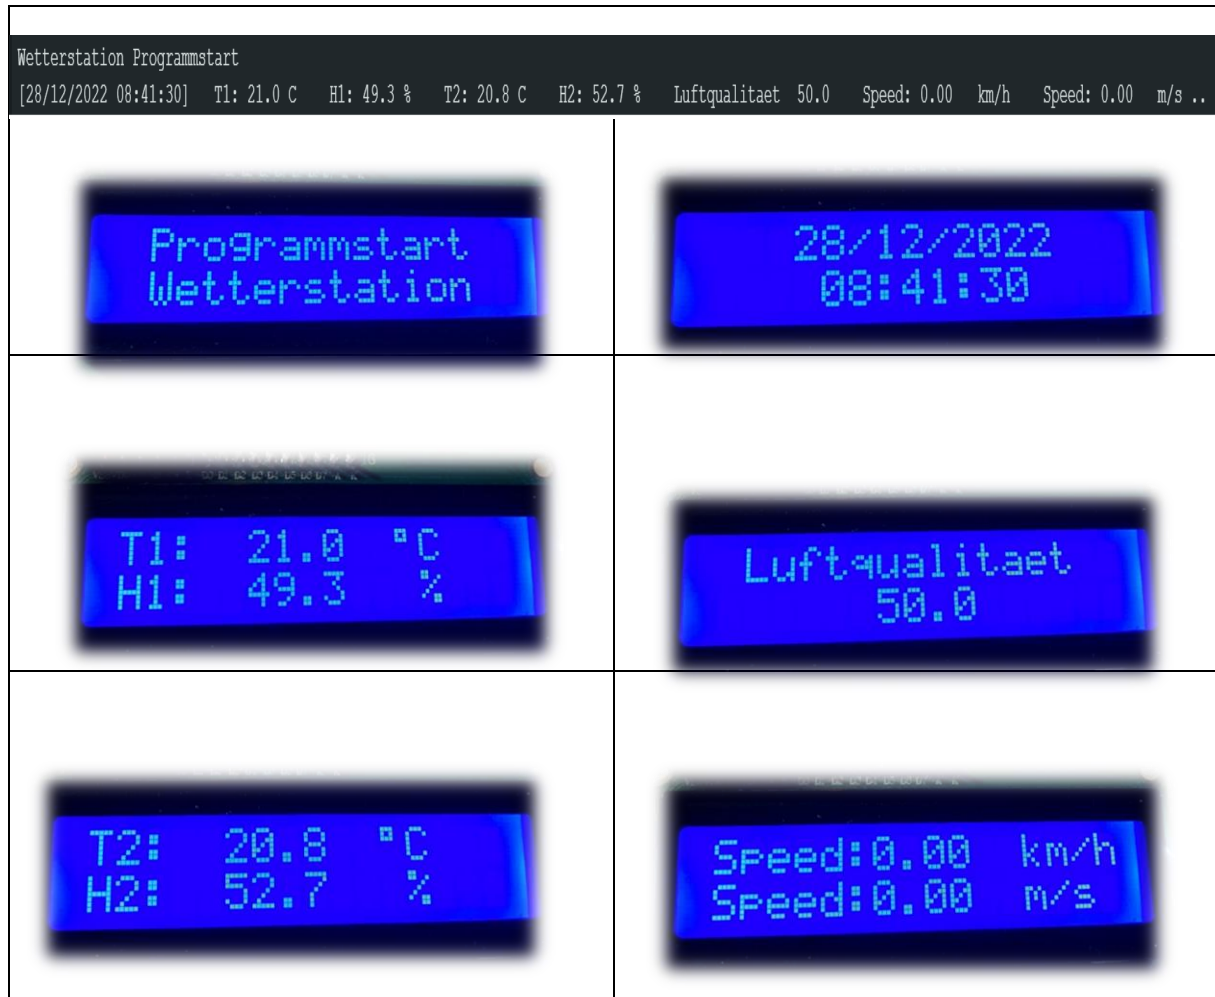 Wetterstation Programmstart
[28/12/2022 08:41:30] T1: 21.0 C H1: 49.3 % T2: 20.8 C H2: 52.7 % Luftqualitaet 50.0 Speed: 0.00 km/h Speed: 0.00 m/s ..
Programmstart
Wetterstation
28/12/2022
08:41:30
T1: 21.0 °C
H1: 49.3 %
Luftqualitaet
50.0
T2: 20.8 °C
H2: 52.7 %
Speed:0.00 km/h
Speed:0.00 m/s